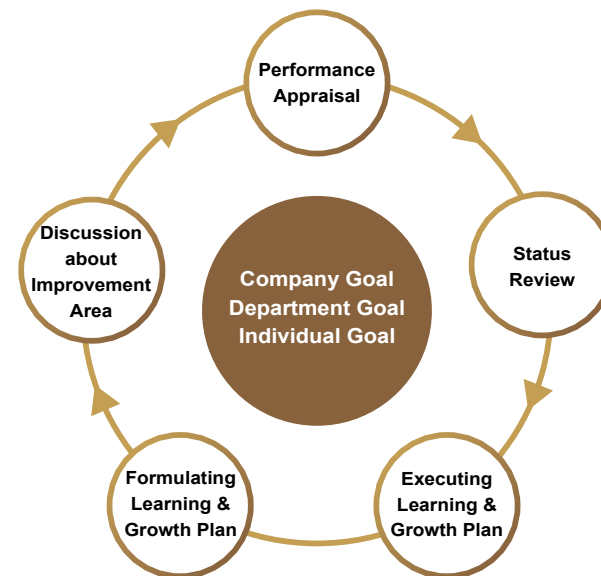 Performance
Appraisal
Status
Review
Executing
Learning &
Growth Plan
Formulating
Learning &
Growth Plan
Discussion
about
Improvement
Area
Company Goal
Department Goal
Individual Goal